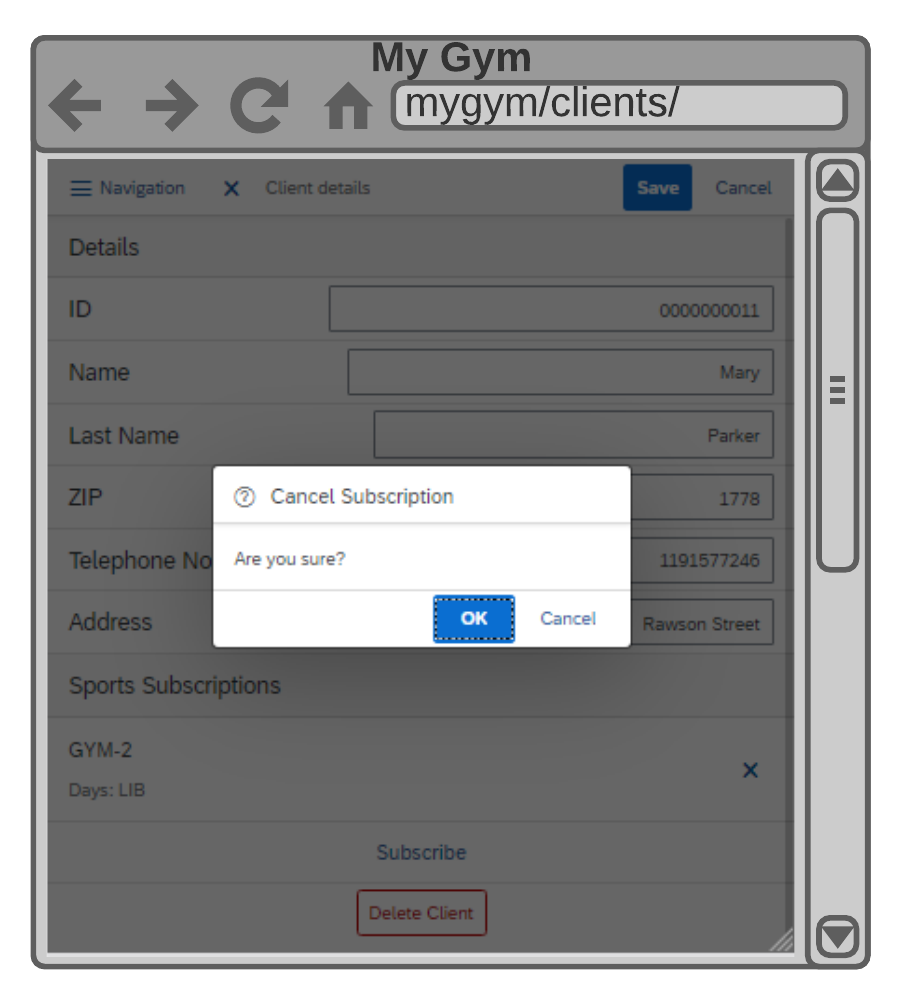 My Gym
mygym/clients/
Navigation Client details Save Cancel
Details
ID 0000000011
Name Mary
Last Name Parker
ZIP 1778
Cancel Subscription
Are you sure?
Telephone No 1191577246
OK Cancel
Address Rawson Street
Sports Subscriptions
GYM-2
Days: LIB
Subscribe
Delete Client